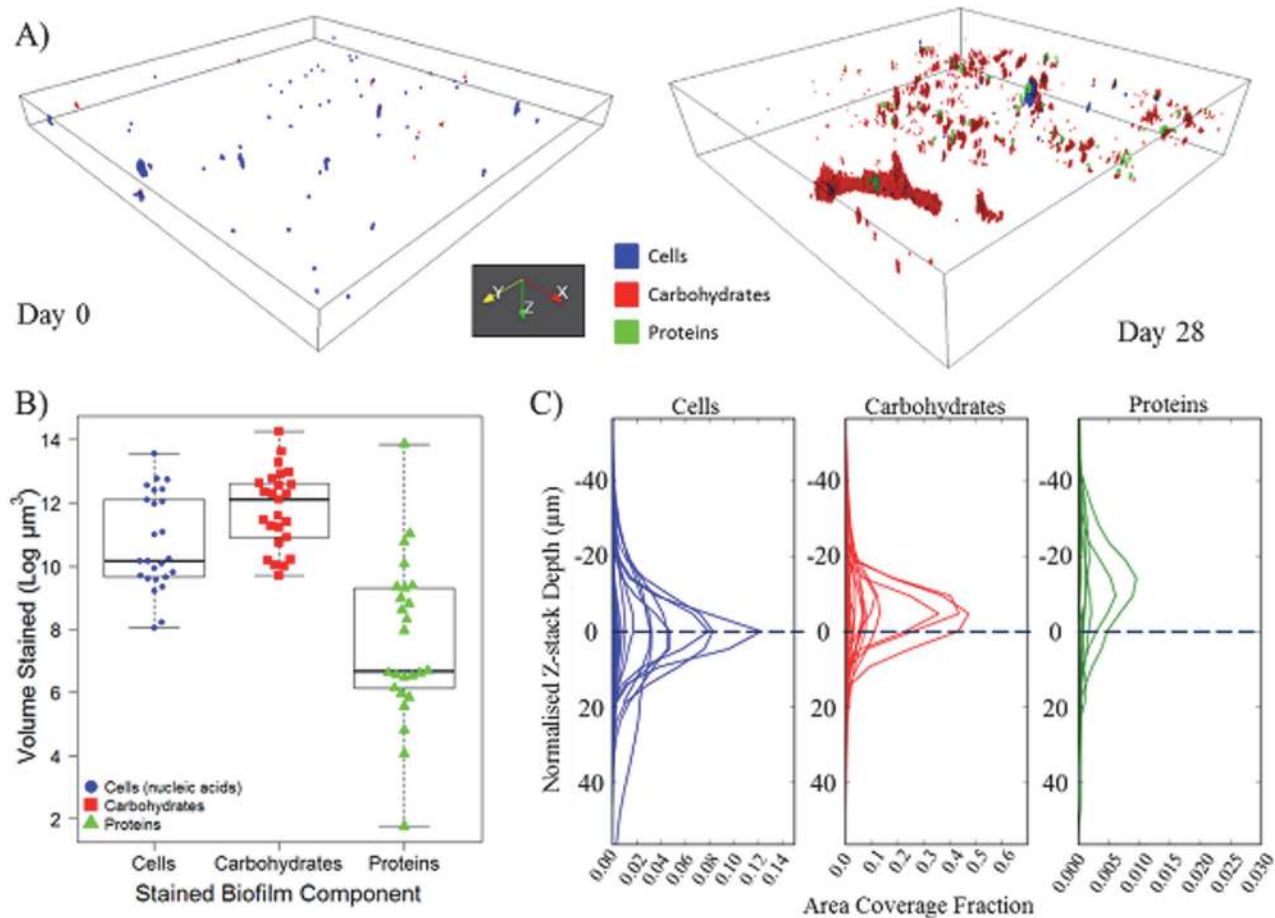 A)
Day 0
Y
X
Z
Cells
Carbohydrates
Proteins
Day 28
B)
Volume Stained (Log µm³)
14
12
10
8
6
4
2
Cells (nucleic acids)
Carbohydrates
Proteins
Cells
Carbohydrates
Proteins
Stained Biofilm Component
C)
Cells
Carbohydrates
Proteins
Normalised Z-stack Depth (µm)
-40
-20
0
20
40
-40
-20
0
20
40
-40
-20
0
20
40
0.00
0.02
0.04
0.06
0.08
0.10
0.12
0.14
0.0
0.1
0.2
0.3
0.4
0.5
0.6
0.000
0.005
0.010
0.015
0.020
0.025
0.030
Area Coverage Fraction